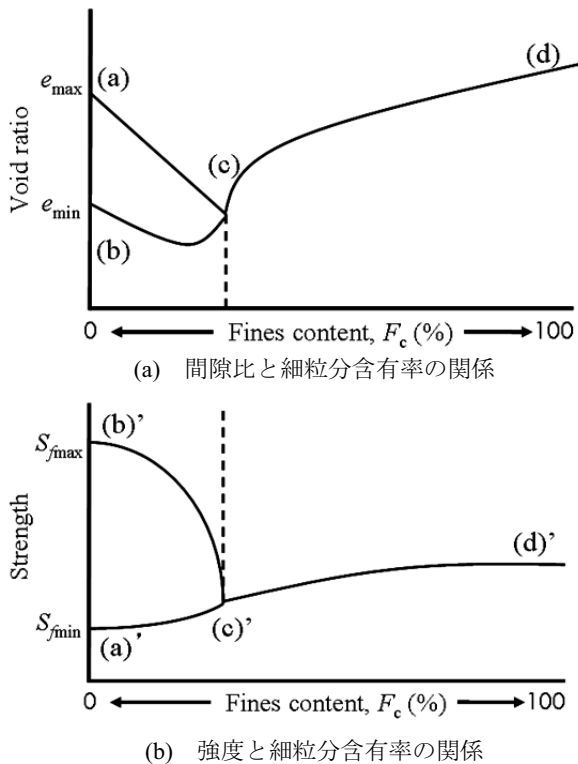 (a)
(d)
e_max
Void ratio
(c)
e_min
(b)
0 Fines content, F_c (%) 100
(a) 間隙比と細粒分含有率の関係
(b)’
S_fmax
Strength
(d)’
S_fmin
(a)’
(c)’
0 Fines content, F_c (%) 100
(b) 強度と細粒分含有率の関係